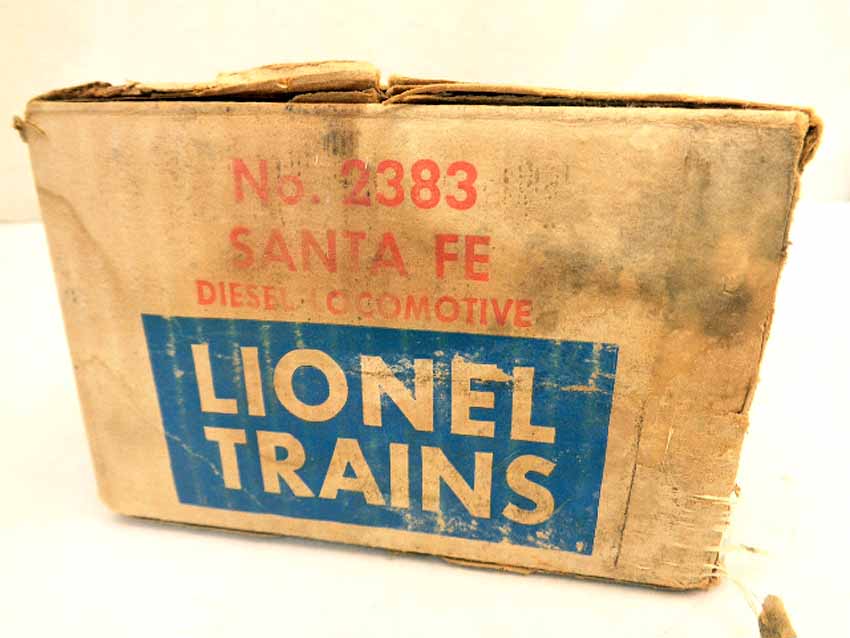 No. 2383
SANTA FE
DIESEL LOCOMOTIVE
LIONEL
TRAINS